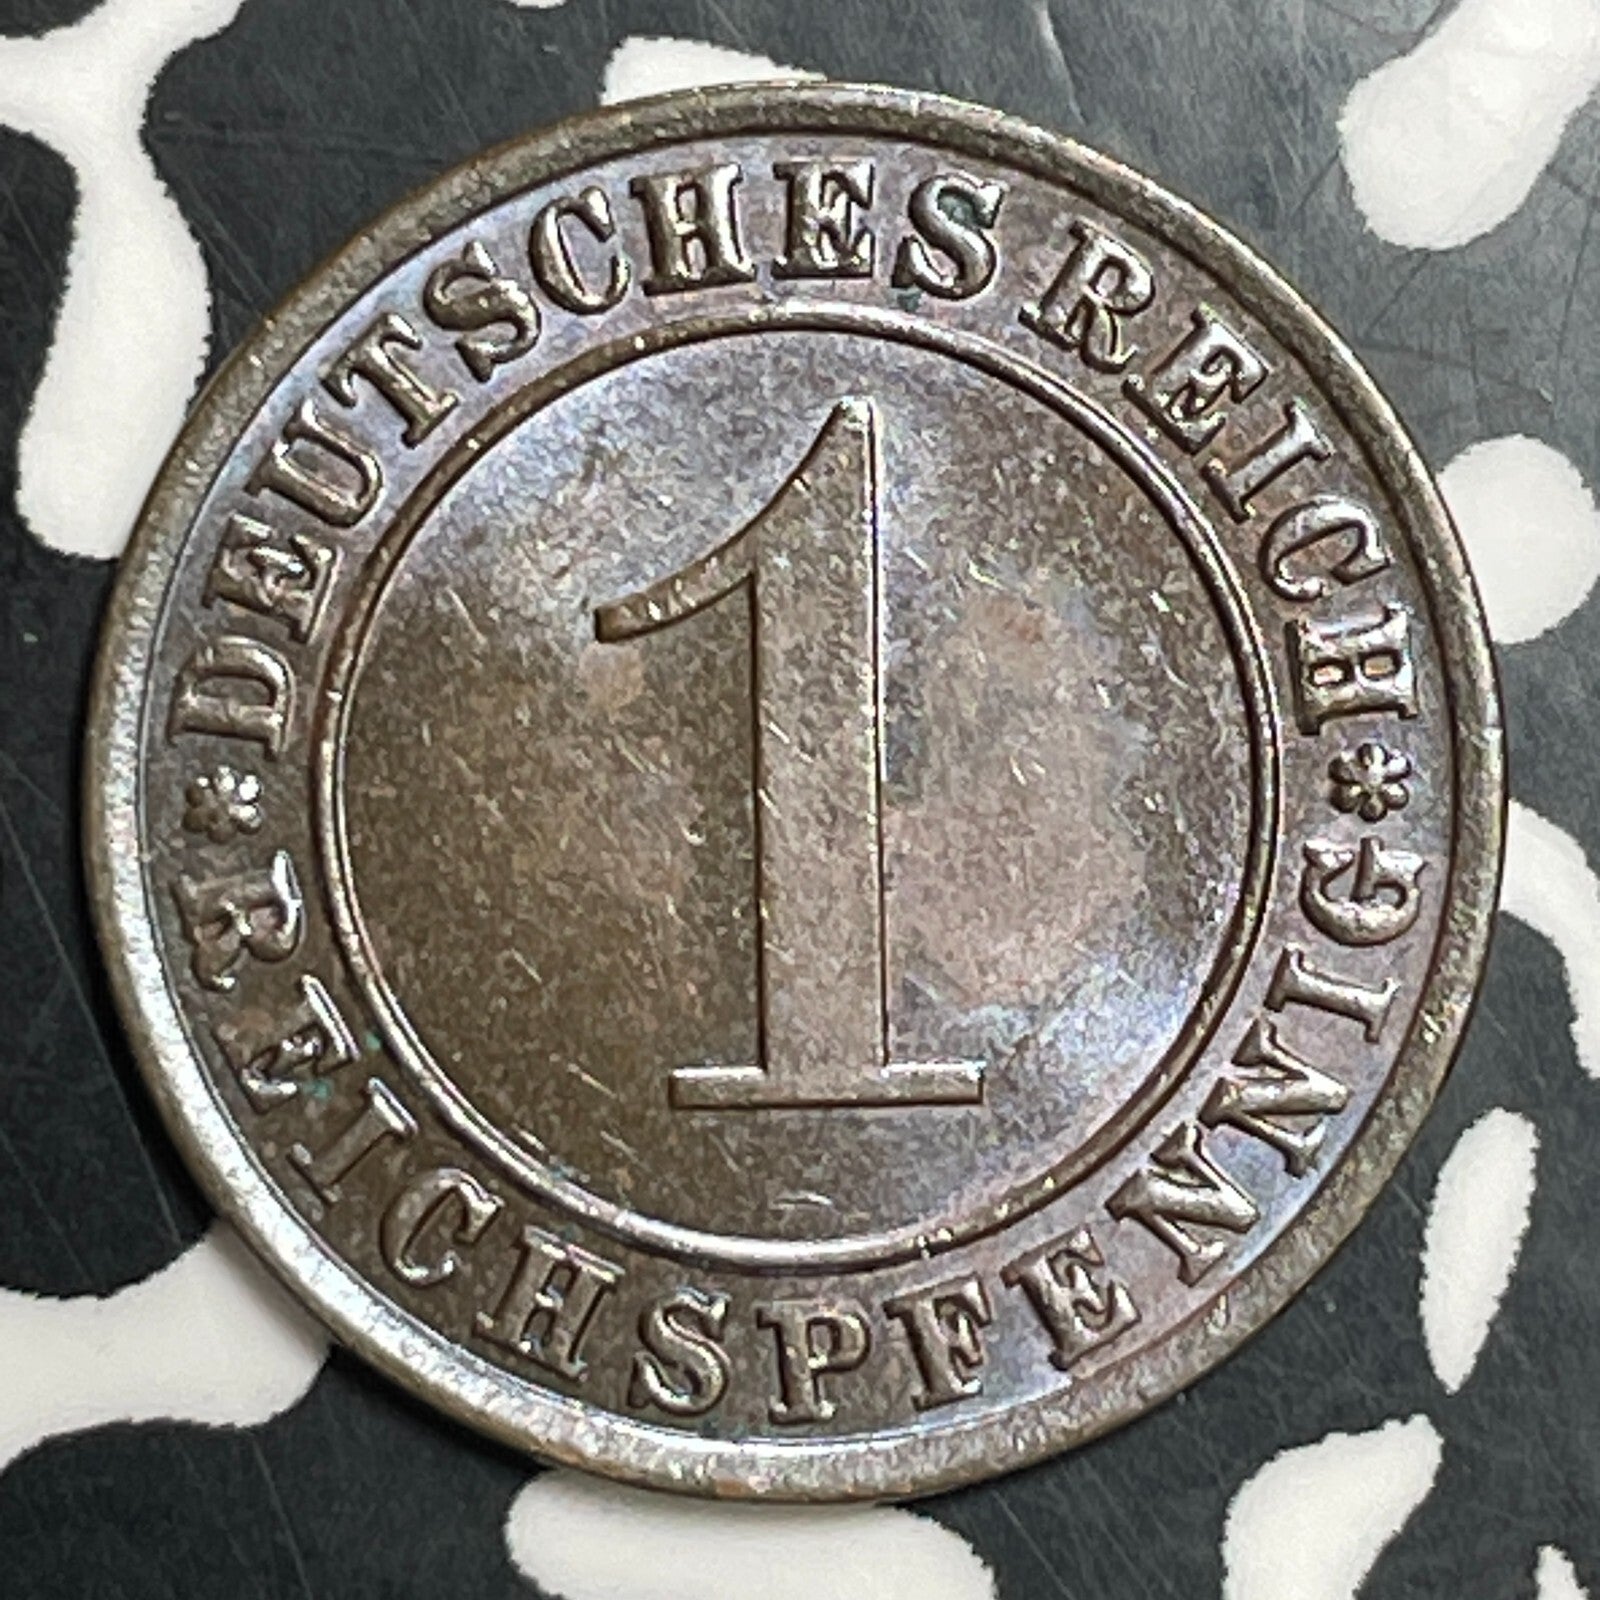 DEUTSCHES REICH
1
REICHSPFENNIG